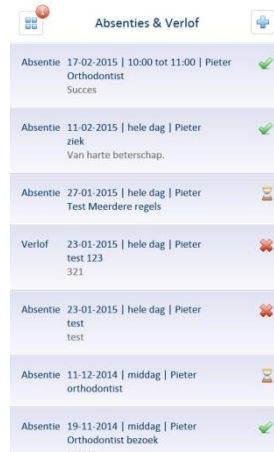 1
Absenties & Verlof
Absentie 17-02-2015 | 10:00 tot 11:00 | Pieter
Orthodontist
Succes
Absentie 11-02-2015 | hele dag | Pieter
ziek
Van harte beterschap.
Absentie 27-01-2015 | hele dag | Pieter
Test Meerdere regels
Verlof 23-01-2015 | hele dag | Pieter
test 123
321
Absentie 23-01-2015 | hele dag | Pieter
test
test
Absentie 11-12-2014 | middag | Pieter
orthodontist
Absentie 19-11-2014 | middag | Pieter
Orthodontist bezoek